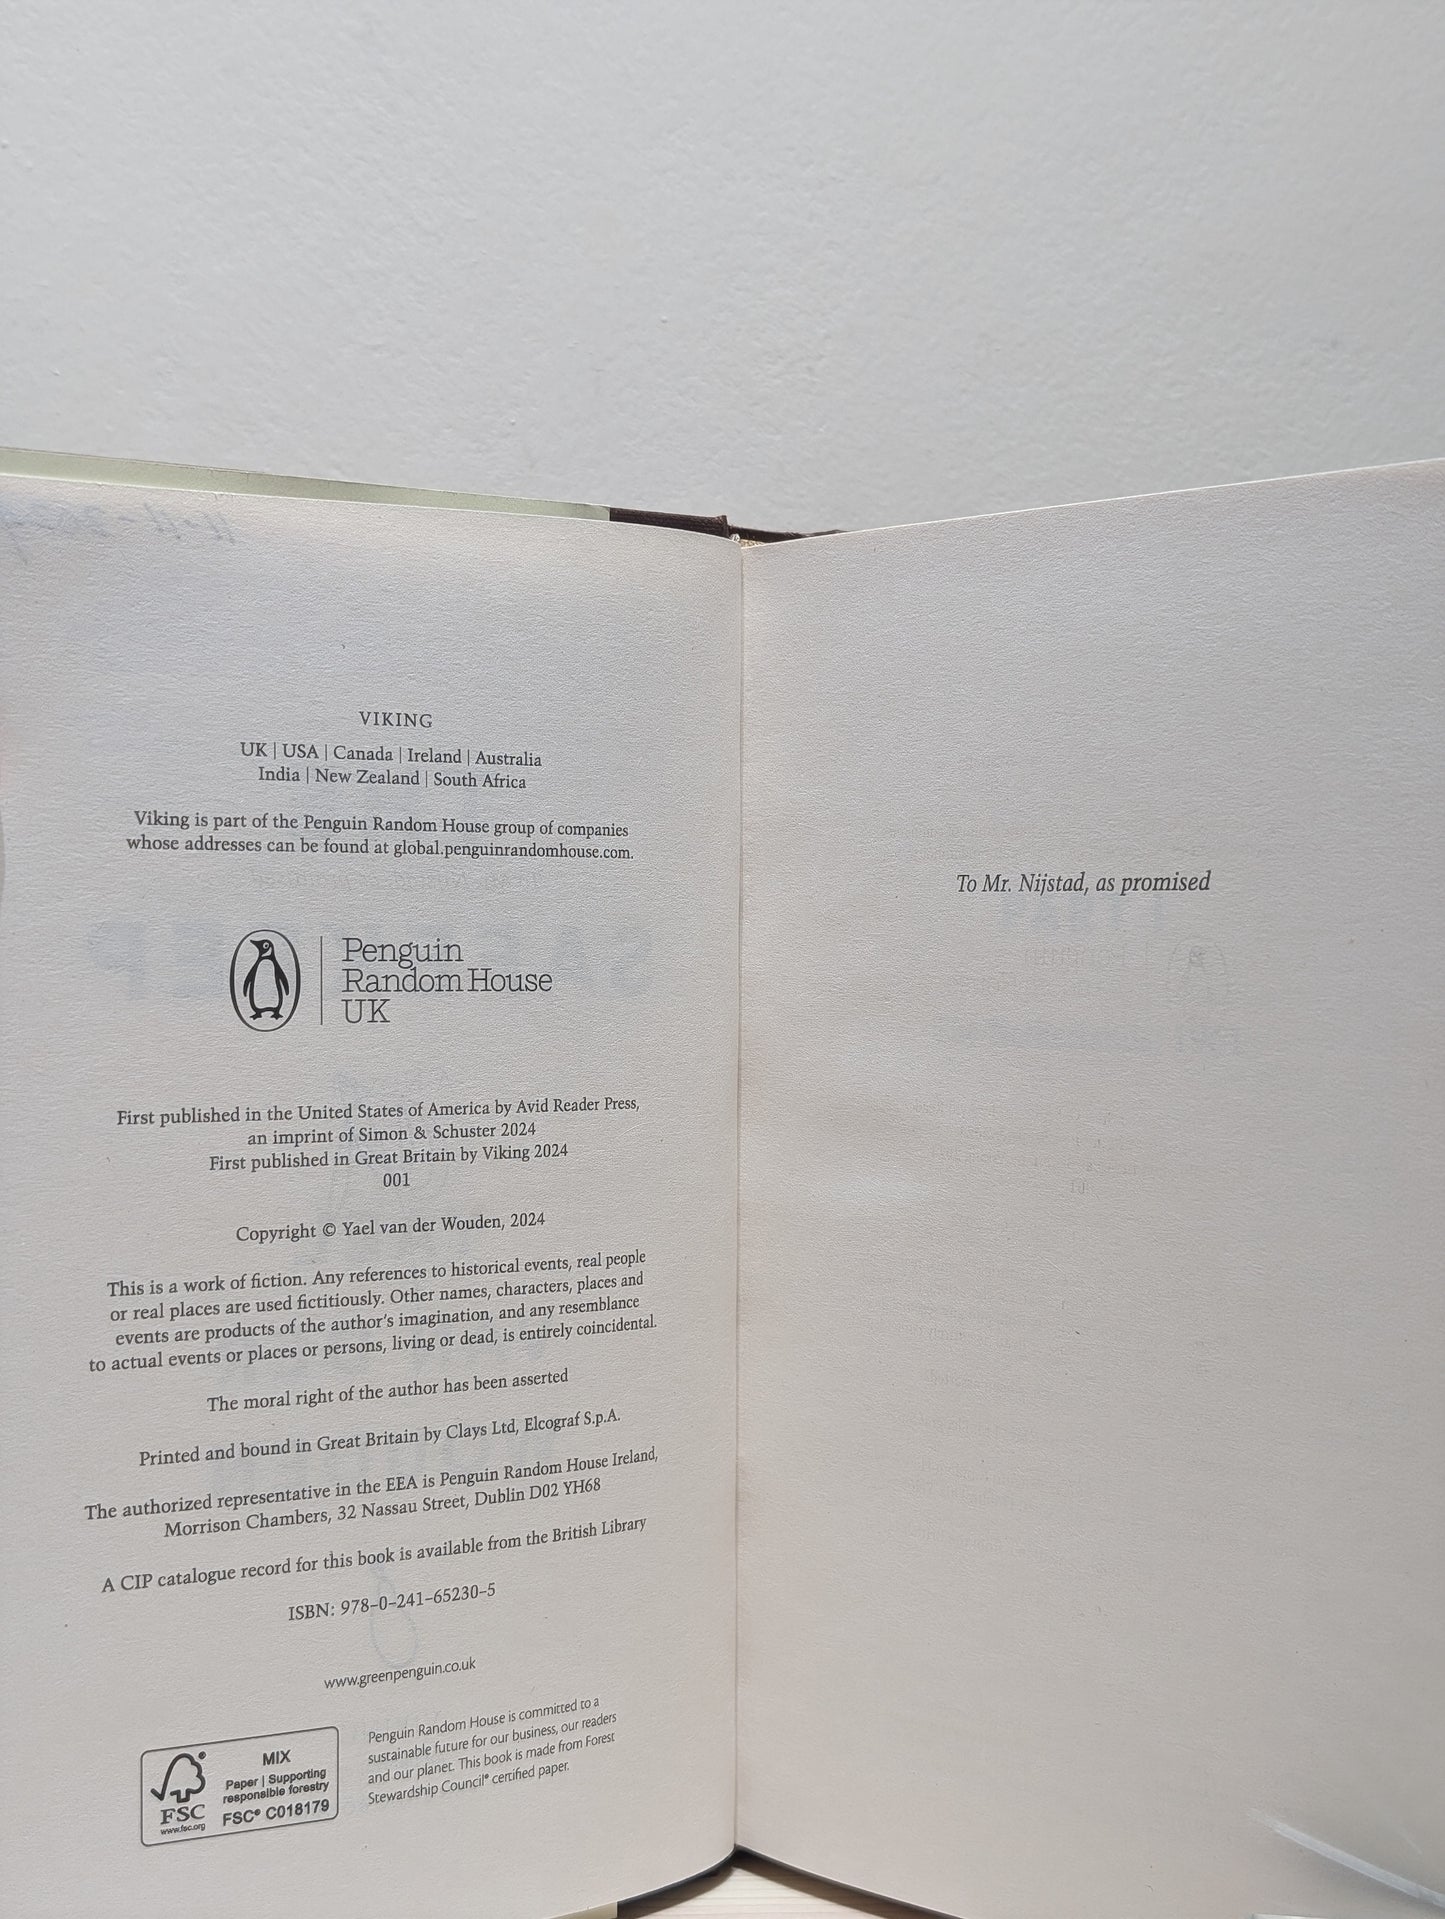 VIKING
UK | USA | Canada | Ireland | Australia
India | New Zealand | South Africa
Viking is part of the Penguin Random House group of companies
whose addresses can be found at global.penguinrandomhouse.com.
Penguin
Random House
UK
First published in the United States of America by Avid Reader Press,
an imprint of Simon & Schuster 2024
First published in Great Britain by Viking 2024
001
Copyright © Yael van der Wouden, 2024
This is a work of fiction. Any references to historical events, real people
or real places are used fictitiously. Other names, characters, places and
events are products of the author's imagination, and any resemblance
to actual events or places or persons, living or dead, is entirely coincidental.
The moral right of the author has been asserted
Printed and bound in Great Britain by Clays Ltd, Elcograf S.p.A.
The authorized representative in the EEA is Penguin Random House Ireland,
Morrison Chambers, 32 Nassau Street, Dublin D02 YH68
A CIP catalogue record for this book is available from the British Library
ISBN: 978–0–241–65230–5
www.greenpenguin.co.uk
FSC
www.fsc.org
MIX
Paper | Supporting
responsible forestry
FSC® C018179
Penguin Random House is committed to a
sustainable future for our business, our readers
and our planet. This book is made from Forest
Stewardship Council® certified paper.
To Mr. Nijstad, as promised